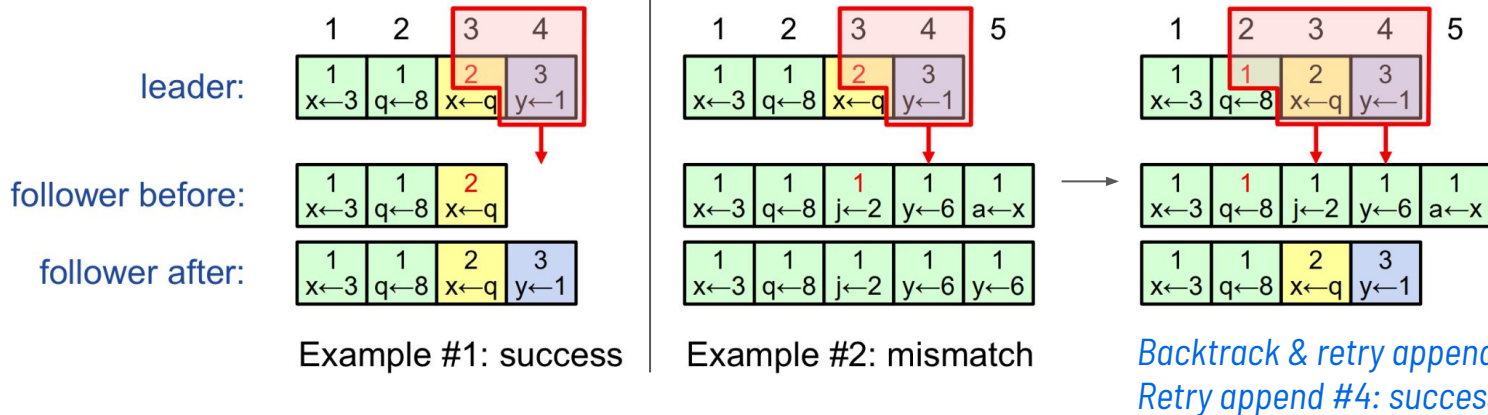 1 2 3 4
1 2 3 4 5
1 2 3 4 5
leader:
1 1 2 3
x←3 q←8 x←q y←1
1 1 2 3
x←3 q←8 x←q y←1
1 1 2 3
x←3 q←8 x←q y←1
follower before:
1 1 2
x←3 q←8 x←q
1 1 1 1 1
x←3 q←8 j←2 y←6 a←x
1 1 1 1 1
x←3 q←8 j←2 y←6 a←x
follower after:
1 1 2 3
x←3 q←8 x←q y←1
1 1 1 1 1
x←3 q←8 j←2 y←6 y←6
1 1 2 3
x←3 q←8 x←q y←1
Example #1: success
Example #2: mismatch
Backtrack & retry append
Retry append #4: success